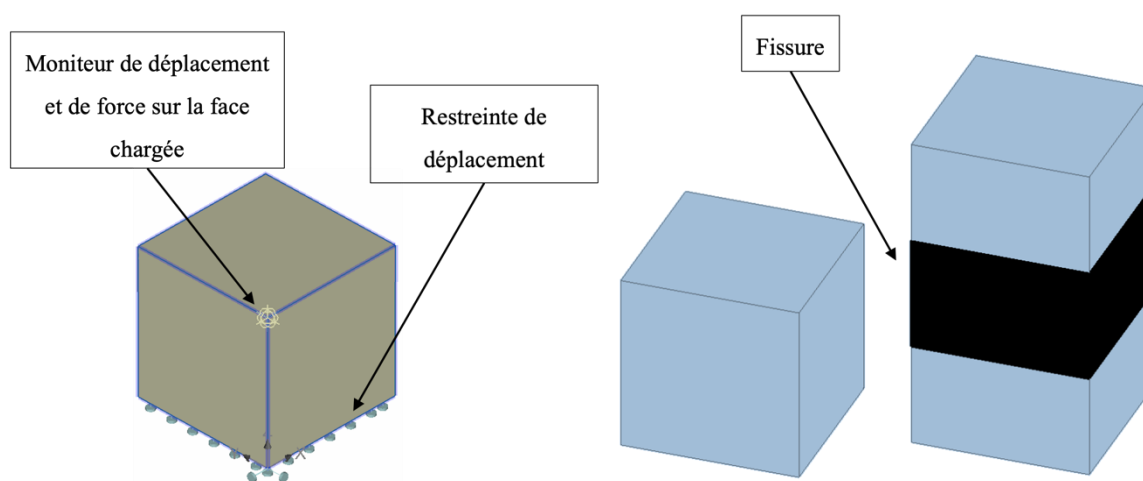 Moniteur de déplacement
et de force sur la face
chargée
Restreinte de
déplacement
Fissure